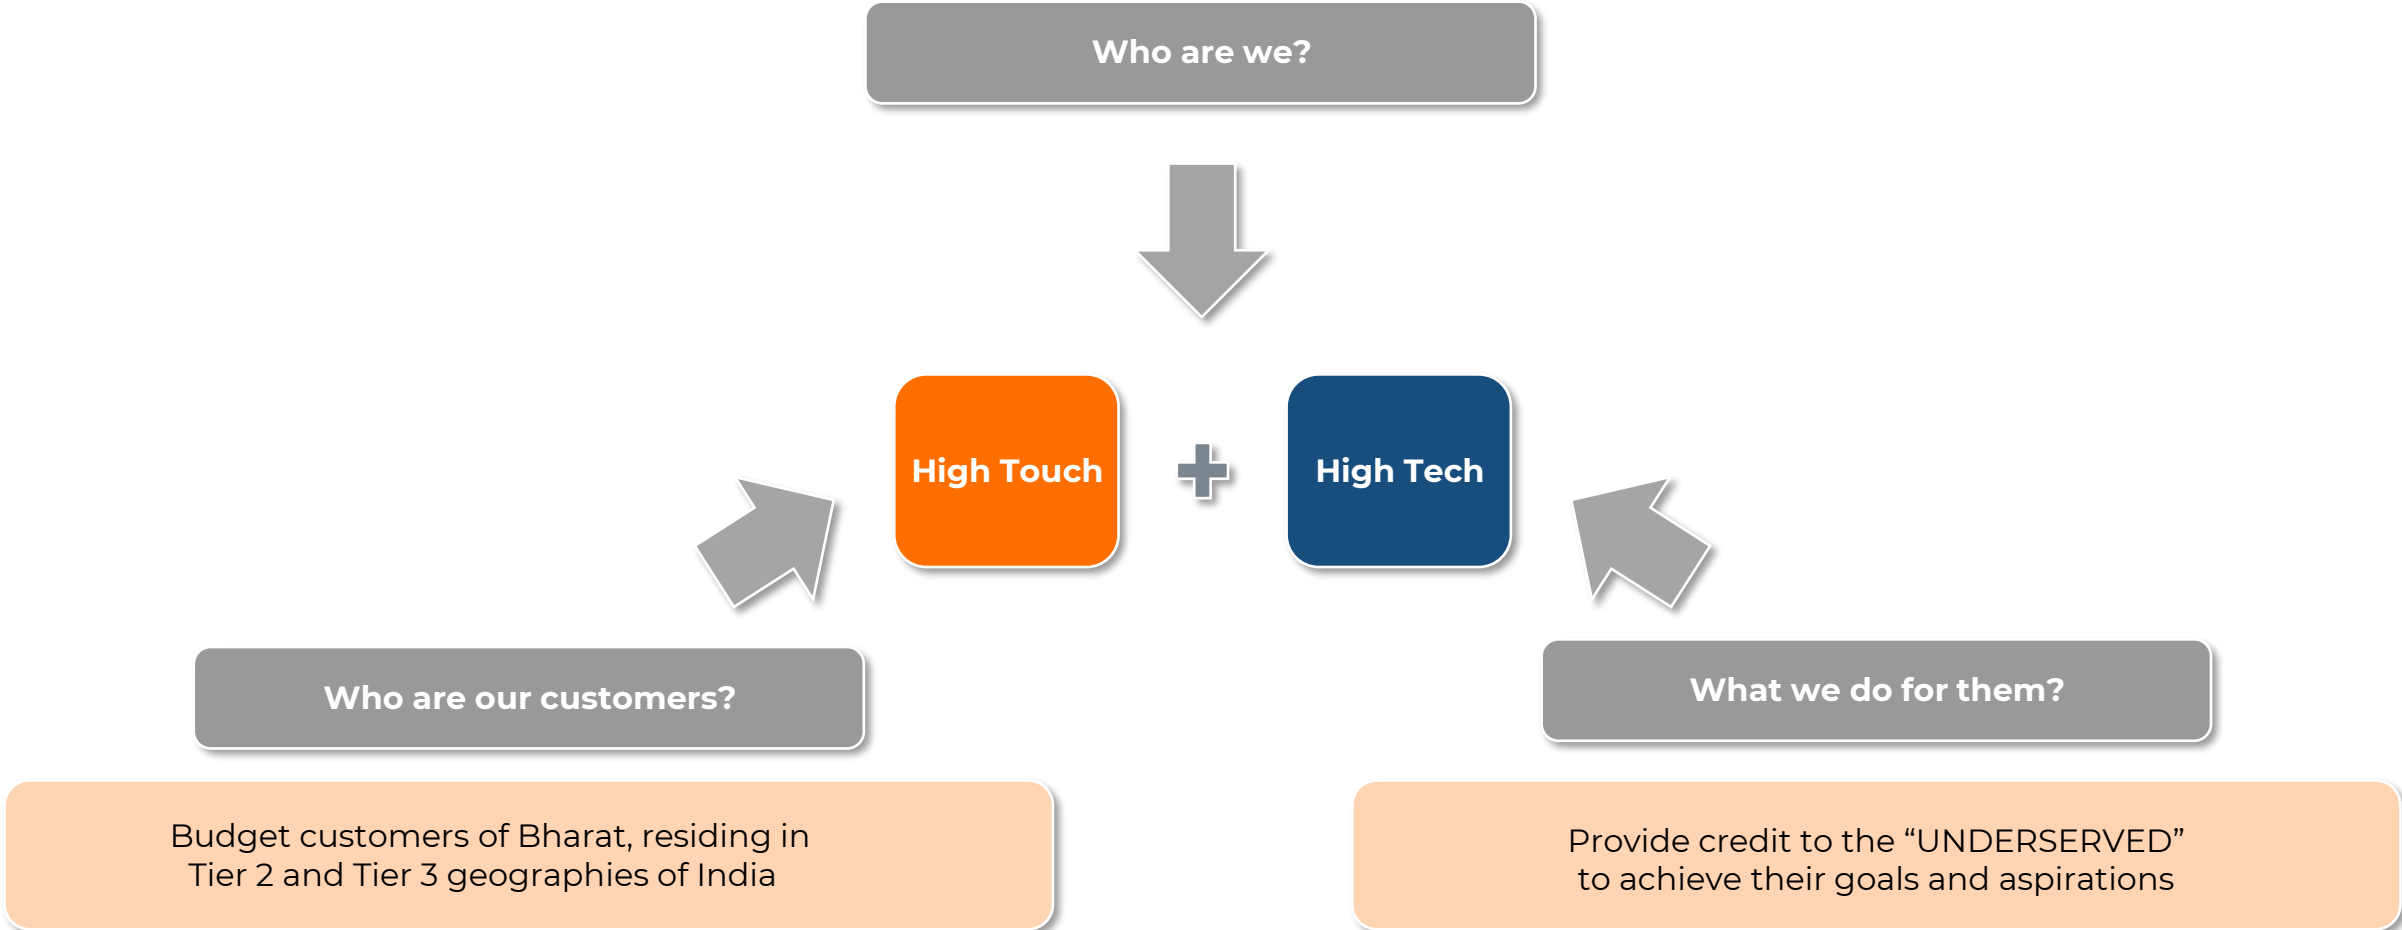 Who are we?
High Touch
High Tech
Who are our customers?
Budget customers of Bharat, residing in
Tier 2 and Tier 3 geographies of India
What we do for them?
Provide credit to the “UNDERSERVED”
to achieve their goals and aspirations